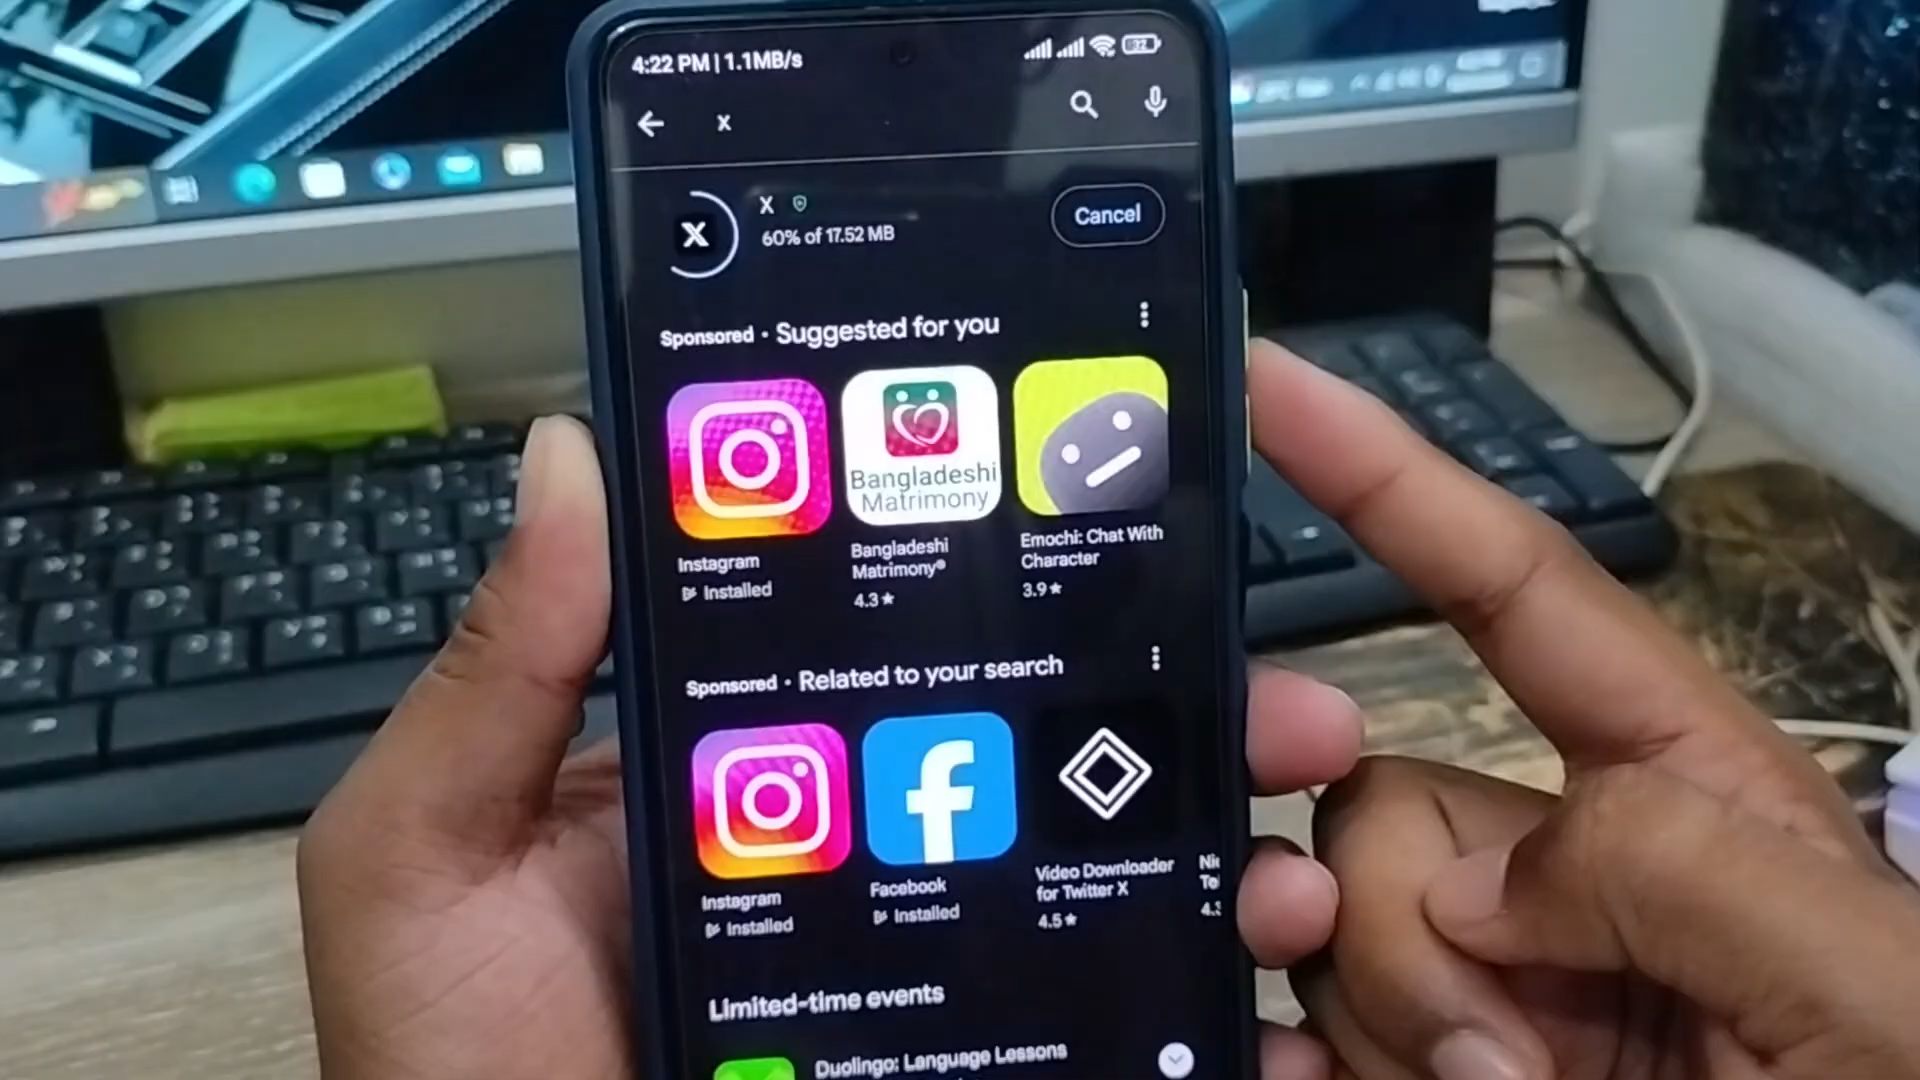 4:22 PM | 1.1MB/s
32
x
X
60% of 17.52 MB
Cancel
Sponsored • Suggested for you
Bangladeshi
Matrimony
Instagram
Installed
Bangladeshi
Matrimony®
4.3★
Emochi: Chat With
Character
3.9★
Sponsored • Related to your search
Instagram
Installed
Facebook
Installed
Video Downloader
for Twitter X
4.5★
Limited-time events
Duolingo: Language Lessons